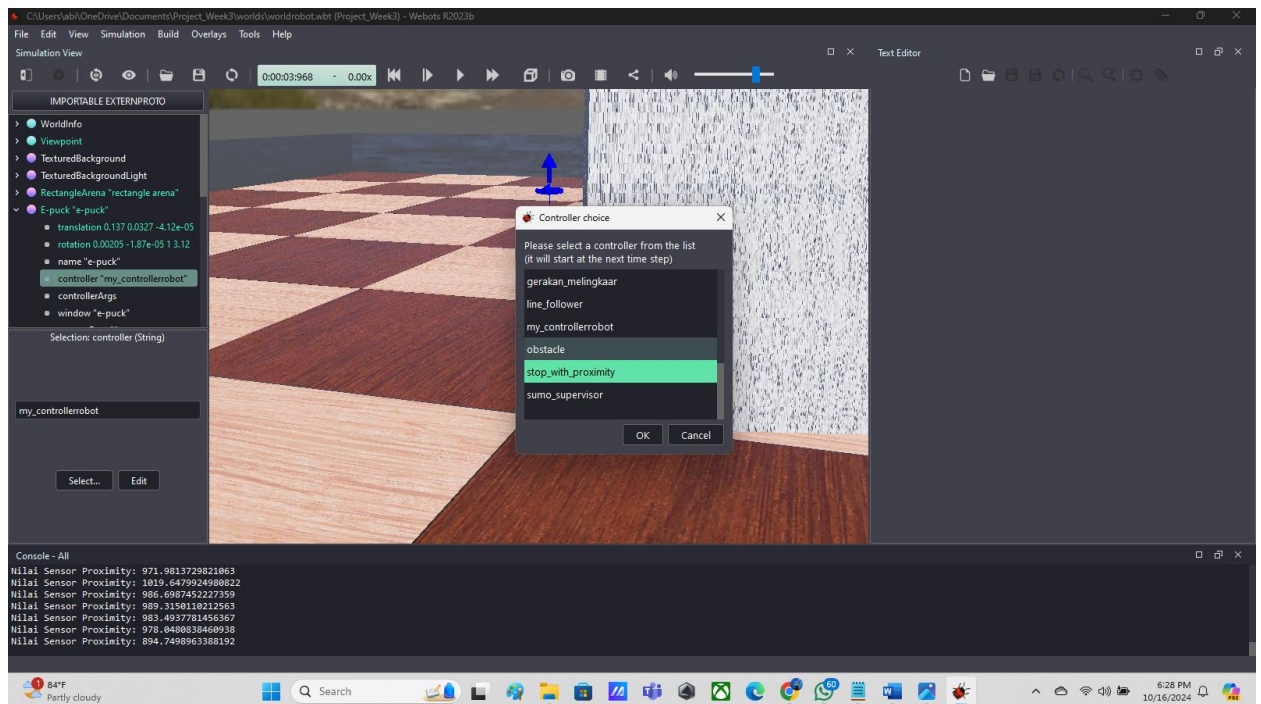 C:\Users\abi\OneDrive\Documents\Project_Week3\worlds\worldrobot.wbt (Project_Week3) - Webots R2023b
File Edit View Simulation Build Overlays Tools Help
Simulation View
Text Editor
0:00:03:968 - 0.00x
IMPORTABLE EXTERNPROTO
WorldInfo
Viewpoint
TexturedBackground
TexturedBackgroundLight
RectangleArena "rectangle arena"
E-puck "e-puck"
translation 0.137 0.0327 -4.12e-05
rotation 0.00205 -1.87e-05 1 3.12
name "e-puck"
controller "my_controllerrobot"
controllerArgs
window "e-puck"
Selection: controller (String)
my_controllerrobot
Select... Edit
Controller choice
Please select a controller from the list
(it will start at the next time step)
gerakan_melingkaar
line_follower
my_controllerrobot
obstacle
stop_with_proximity
sumo_supervisor
OK Cancel
Console - All
Nilai Sensor Proximity: 971.9813729821063
Nilai Sensor Proximity: 1019.6479924980822
Nilai Sensor Proximity: 986.6987452227359
Nilai Sensor Proximity: 989.3150110212563
Nilai Sensor Proximity: 983.4937781456367
Nilai Sensor Proximity: 978.0480838460938
Nilai Sensor Proximity: 894.7498963388192
1
84°F
Partly cloudy
Search
60
6:28 PM
10/16/2024
PRE